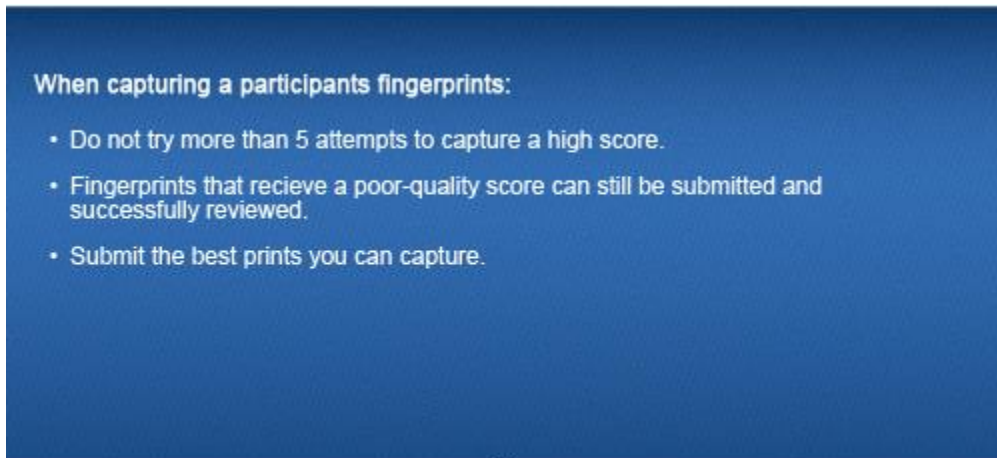 When capturing a participants fingerprints:
• Do not try more than 5 attempts to capture a high score.
• Fingerprints that recieve a poor-quality score can still be submitted and
successfully reviewed.
• Submit the best prints you can capture.